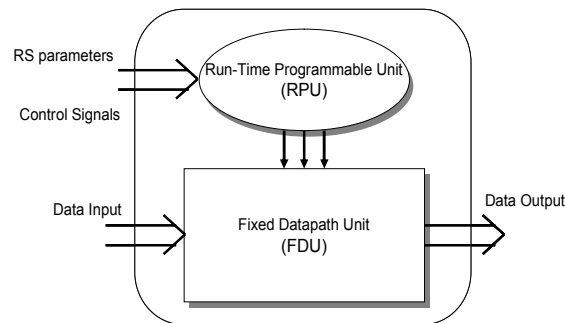 RS parameters
Control Signals
Run-Time Programmable Unit
(RPU)
Data Input
Fixed Datapath Unit
(FDU)
Data Output